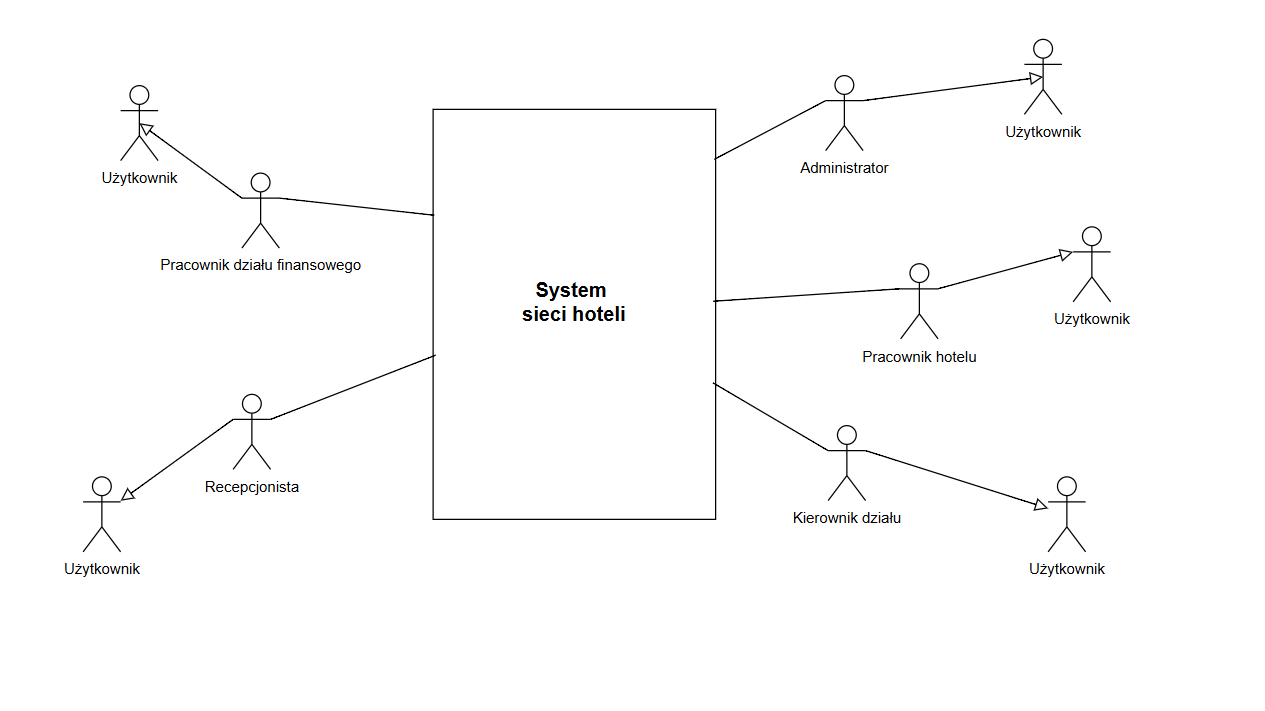 Użytkownik
Administrator
Użytkownik
Pracownik działu finansowego
System
sieci hoteli
Użytkownik
Pracownik hotelu
Recepcjonista
Kierownik działu
Użytkownik
Użytkownik